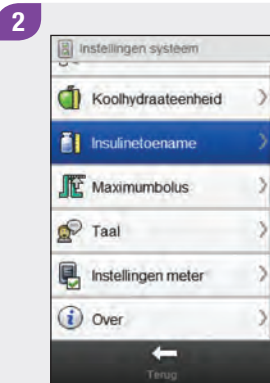 2
Instellingen systeem
Koolhydraateenheid
Insulinetoename
Maximumbolus
Taal
Instellingen meter
Over
Terug